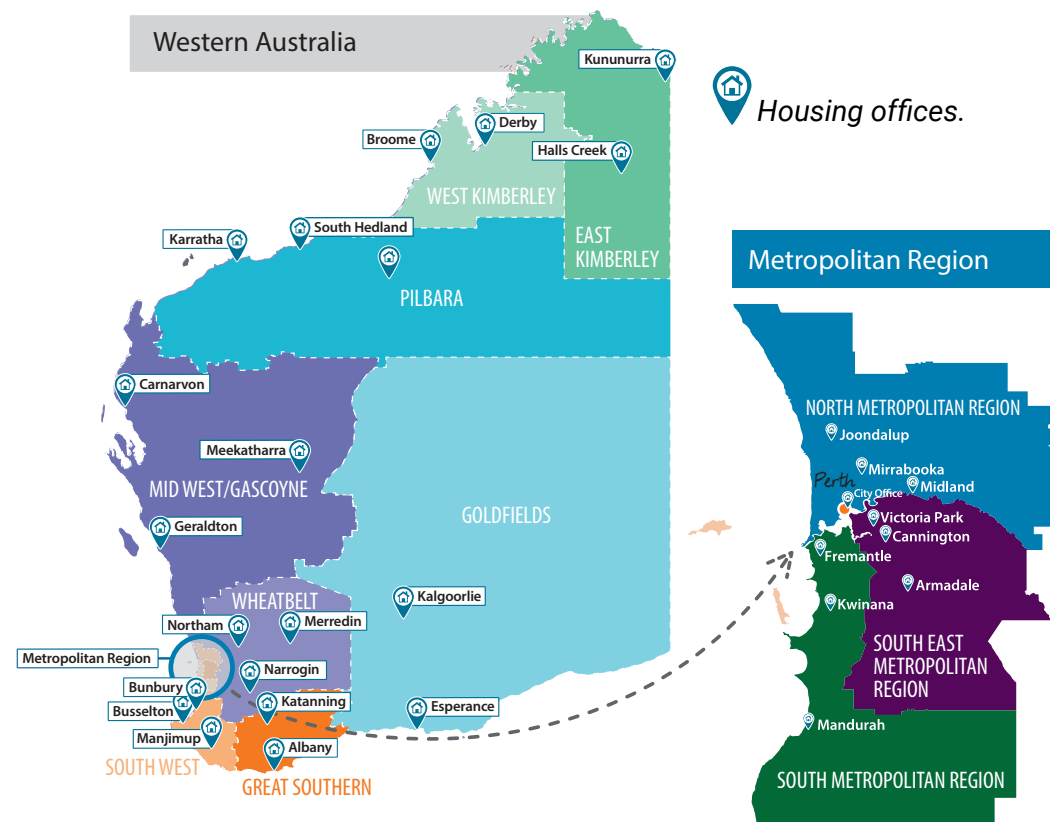 Western Australia
Kununurra
Housing offices.
Derby
Broome
Halls Creek
WEST KIMBERLEY
South Hedland
Karratha
EAST
KIMBERLEY
PILBARA
Carnarvon
Meekatharra
MID WEST/GASCOYNE
Geraldton
GOLDFIELDS
WHEATBELT
Kalgoorlie
Northam
Merredin
Metropolitan Region
Narrogin
Bunbury
Busselton
Katanning
Esperance
Manjimup
Albany
SOUTH WEST
GREAT SOUTHERN
Metropolitan Region
NORTH METROPOLITAN REGION
Joondalup
Mirrabooka
Perth
Midland
City Office
Victoria Park
Cannington
Fremantle
Armadale
Kwinana
SOUTH EAST
METROPOLITAN
REGION
Mandurah
SOUTH METROPOLITAN REGION